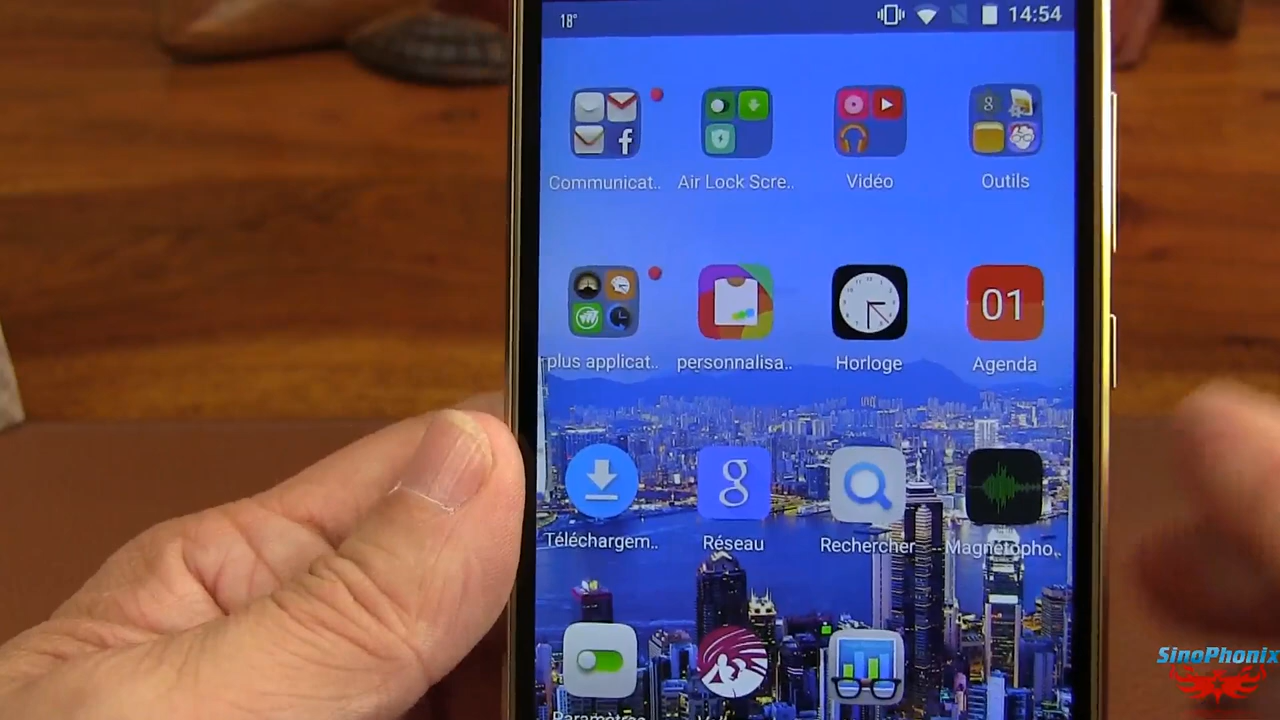 18°
14:54
Communicat..
Air Lock Scre..
Vidéo
Outils
01
plus applicat..
personnalisa..
Horloge
Agenda
Téléchargem..
Réseau
Rechercher
Magnétopho..
Paramètres
SinoPhonix